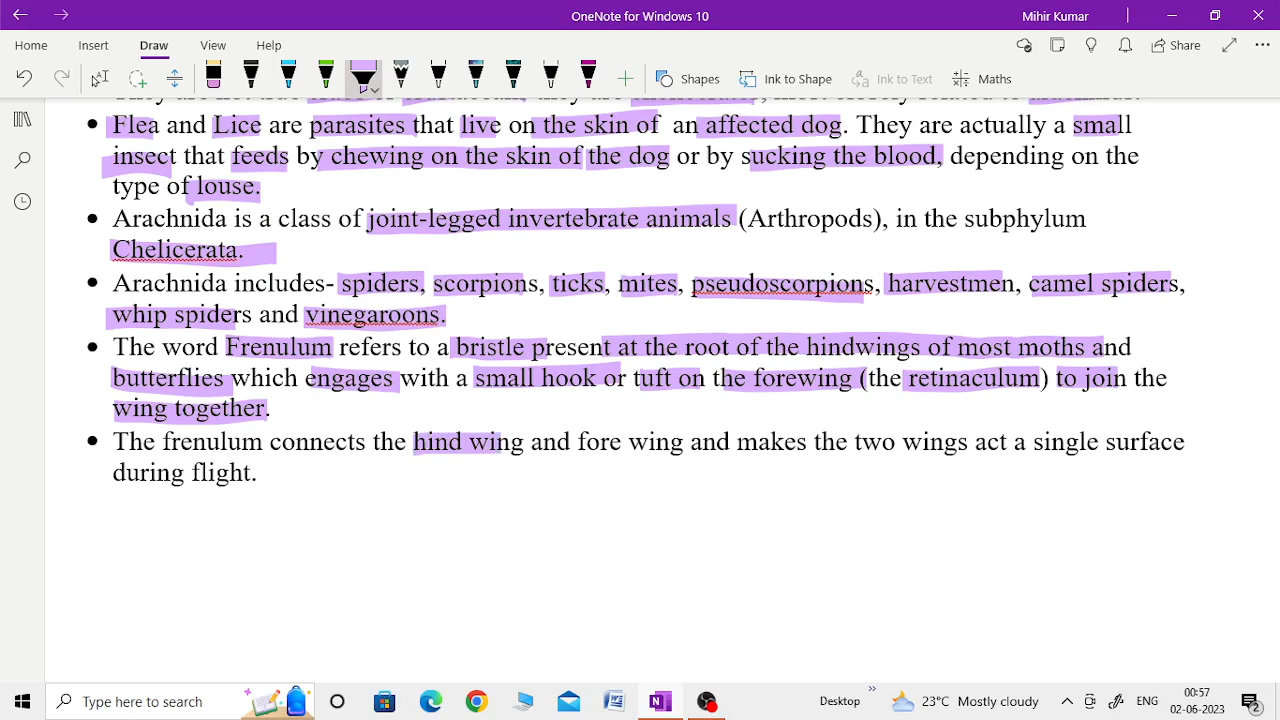 OneNote for Windows 10
Mihir Kumar
Home Insert Draw View Help
Share
Shapes Ink to Shape Ink to Text Maths
• Flea and Lice are parasites that live on the skin of an affected dog. They are actually a small
insect that feeds by chewing on the skin of the dog or by sucking the blood, depending on the
type of louse.
• Arachnida is a class of joint-legged invertebrate animals (Arthropods), in the subphylum
Chelicerata.
• Arachnida includes- spiders, scorpions, ticks, mites, pseudoscorpions, harvestmen, camel spiders,
whip spiders and vinegaroons.
• The word Frenulum refers to a bristle present at the root of the hindwings of most moths and
butterflies which engages with a small hook or tuft on the forewing (the retinaculum) to join the
wing together.
• The frenulum connects the hind wing and fore wing and makes the two wings act a single surface
during flight.
Type here to search
Desktop
23°C Mostly cloudy
ENG
00:57
02-06-2023
2